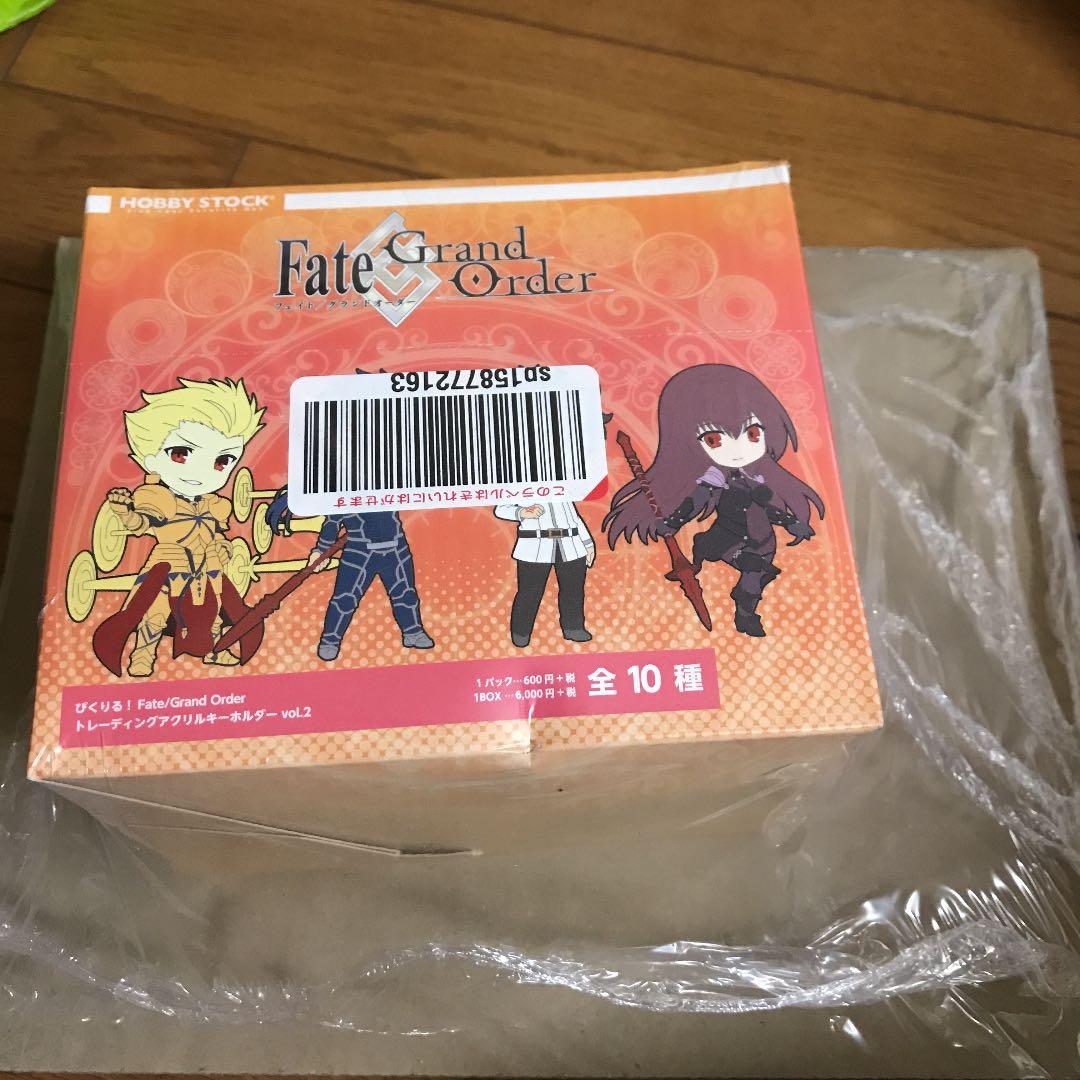 HOBBY STOCK®
Fate
Grand
Order
フェイト/グランドオーダー
sp158772163
このラベルはきれいにはがせます
ぴくりる！ Fate/Grand Order
トレーディングアクリルキーホルダー vol.2
1パック…600円+税
1BOX …6,000円+税
全10種